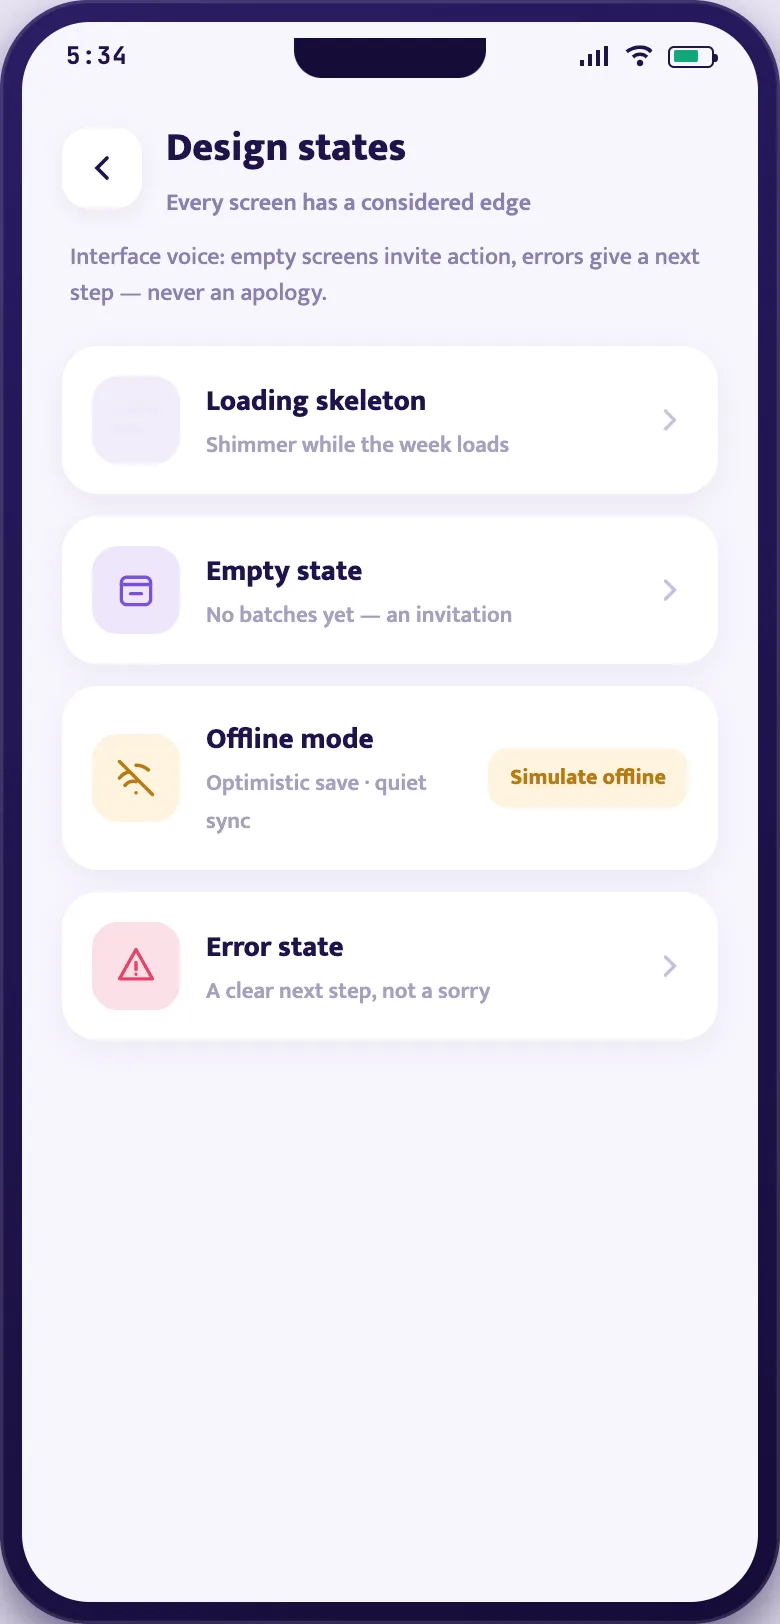 5:34
Design states
Every screen has a considered edge
Interface voice: empty screens invite action, errors give a next
step — never an apology.
Loading skeleton
Shimmer while the week loads
Empty state
No batches yet — an invitation
Offline mode
Optimistic save · quiet
sync
Simulate offline
Error state
A clear next step, not a sorry